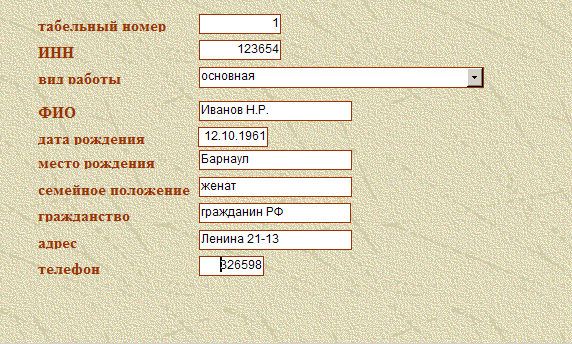 табельный номер 1
ИНН 123654
вид работы основная
ФИО Иванов Н.Р.
дата рождения 12.10.1961
место рождения Барнаул
семейное положение женат
гражданство гражданин РФ
адрес Ленина 21-13
телефон 326598